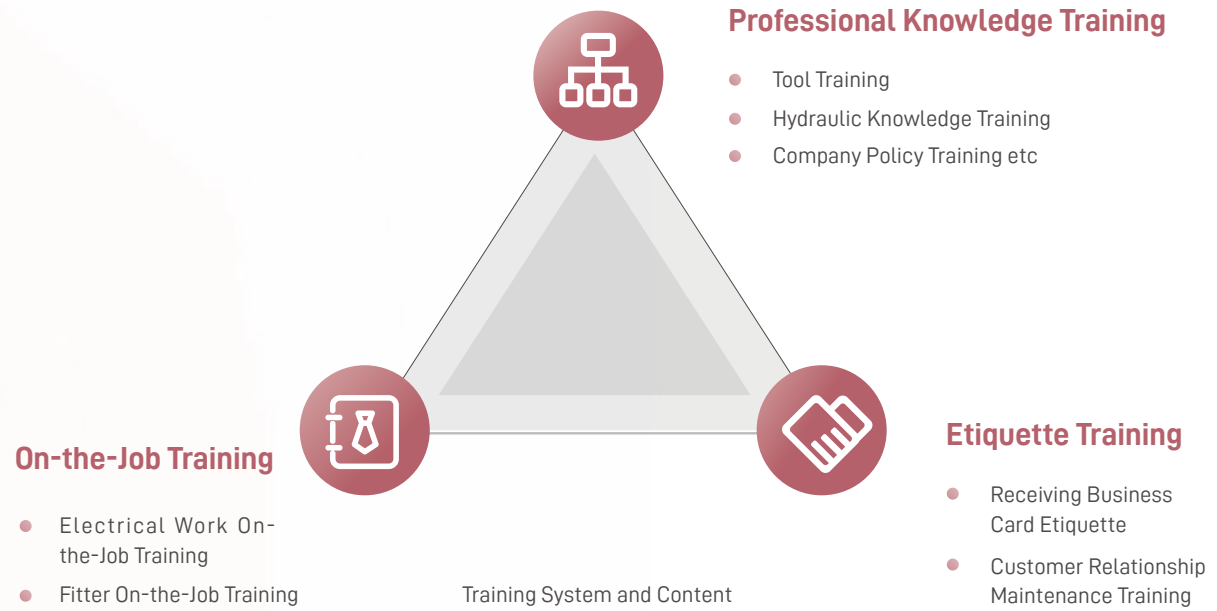 Professional Knowledge Training
Tool Training
Hydraulic Knowledge Training
Company Policy Training etc
On-the-Job Training
Electrical Work On-
the-Job Training
Fitter On-the-Job Training
Etiquette Training
Receiving Business
Card Etiquette
Customer Relationship
Maintenance Training
Training System and Content